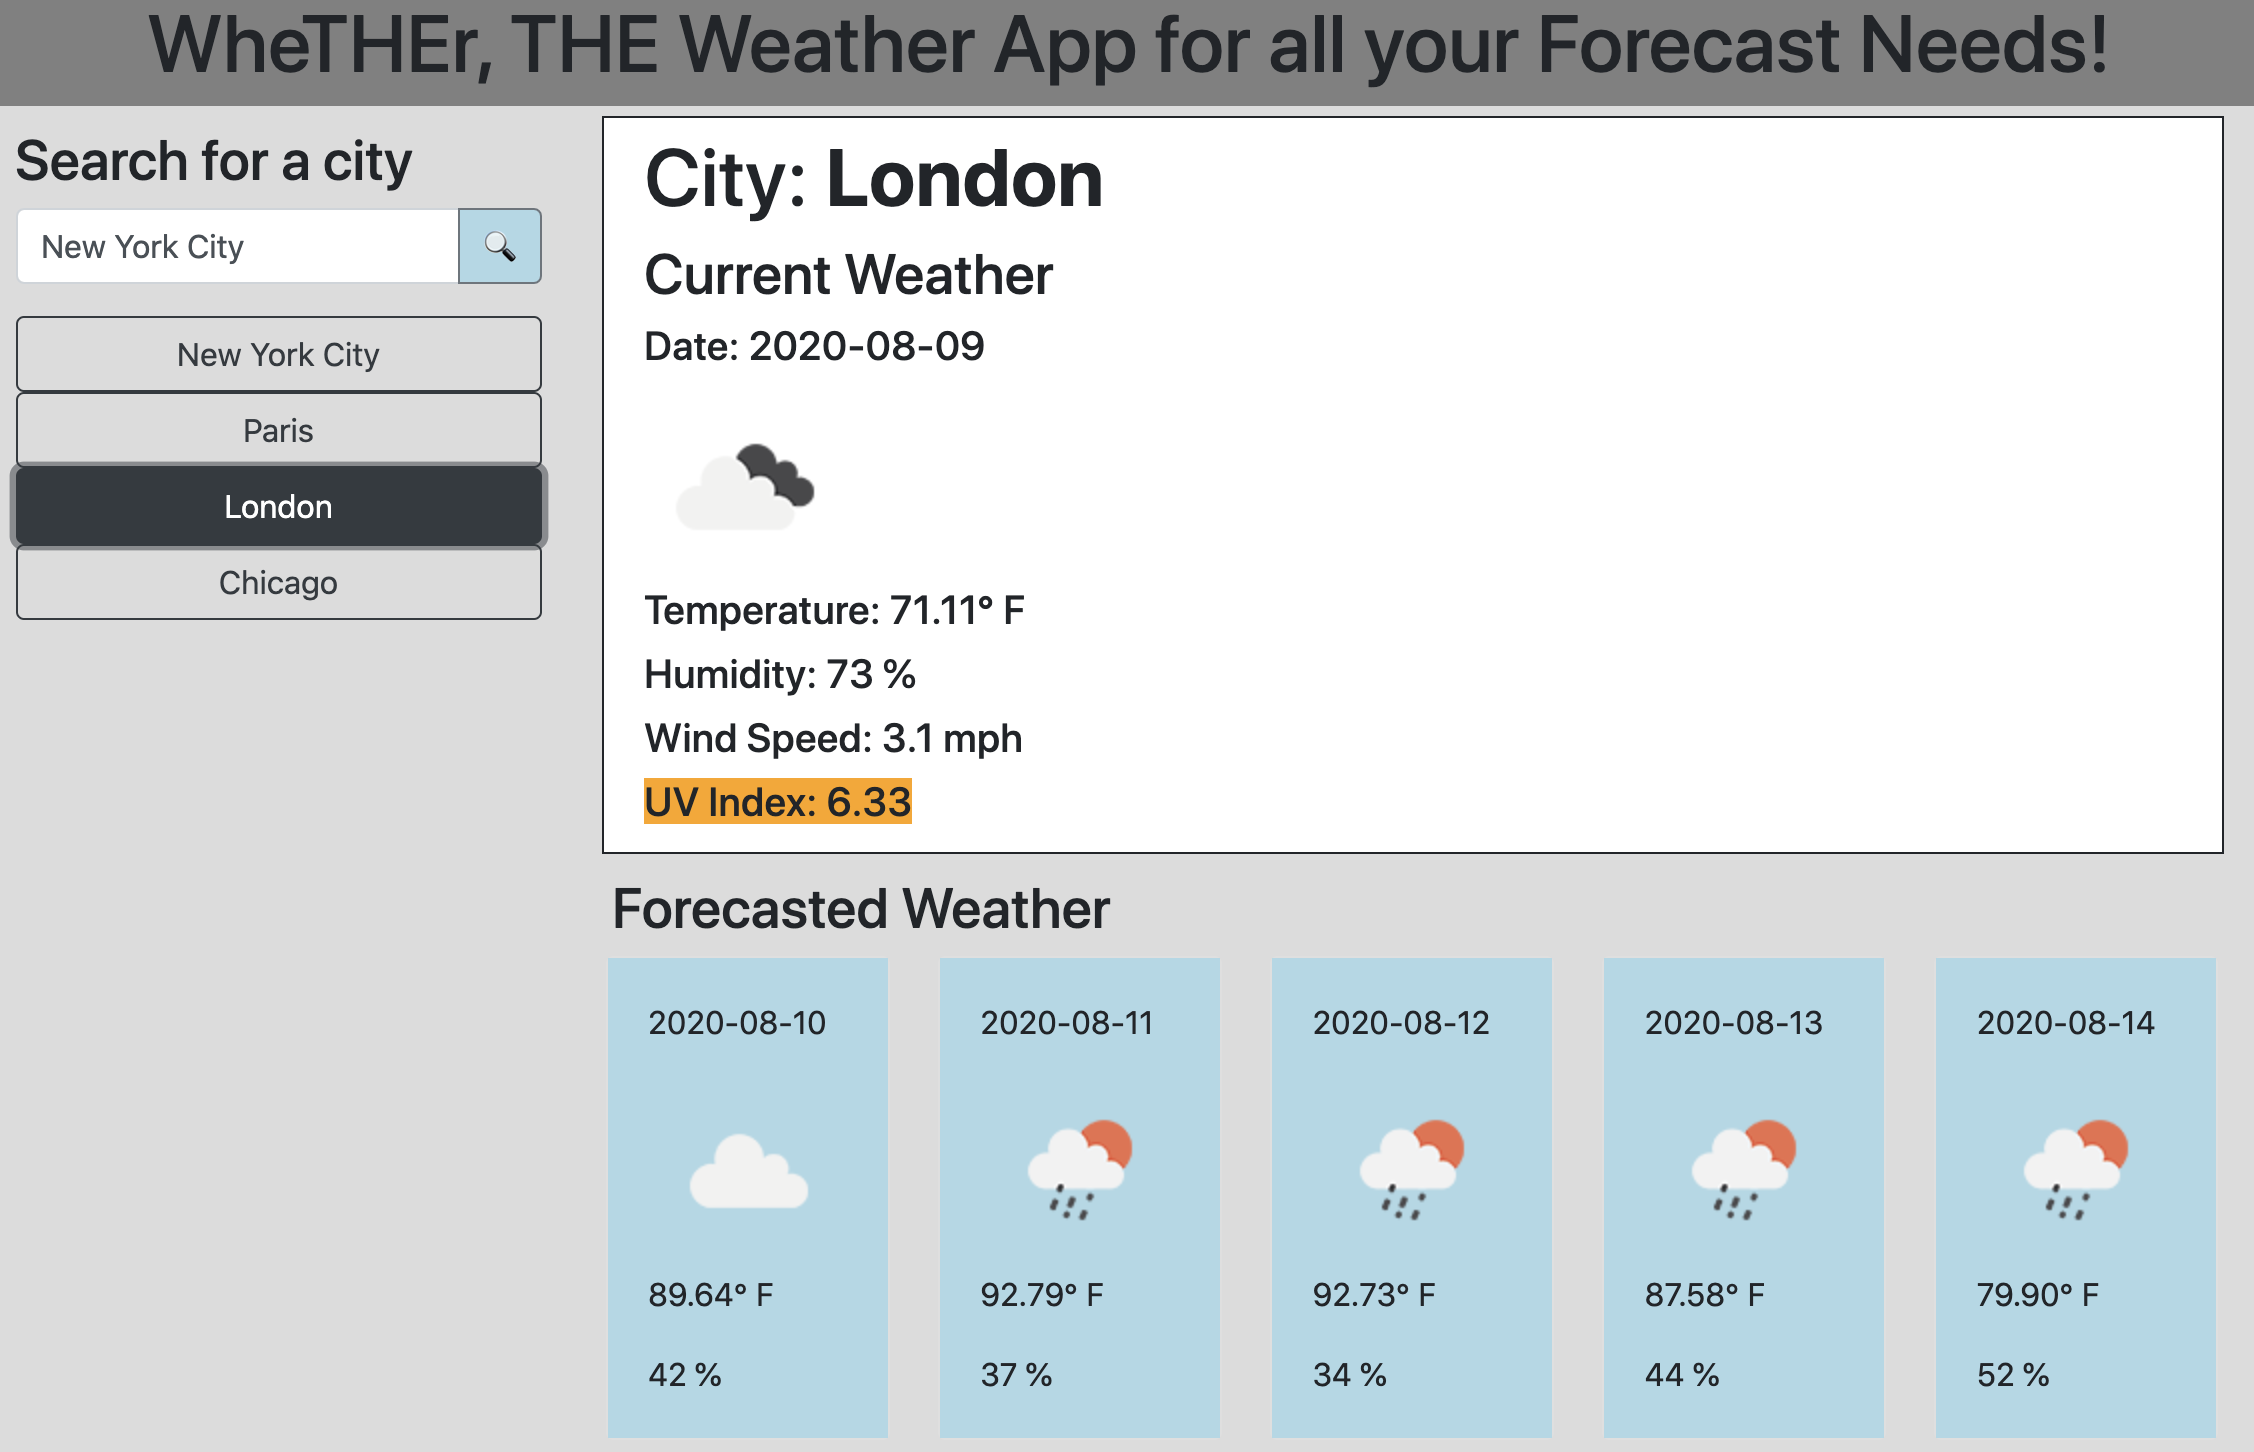 WheTHEr, THE Weather App for all your Forecast Needs!
Search for a city
New York City
New York City
Paris
London
Chicago
City: London
Current Weather
Date: 2020-08-09
Temperature: 71.11° F
Humidity: 73 %
Wind Speed: 3.1 mph
UV Index: 6.33
Forecasted Weather
2020-08-10
89.64° F
42 %
2020-08-11
92.79° F
37 %
2020-08-12
92.73° F
34 %
2020-08-13
87.58° F
44 %
2020-08-14
79.90° F
52 %